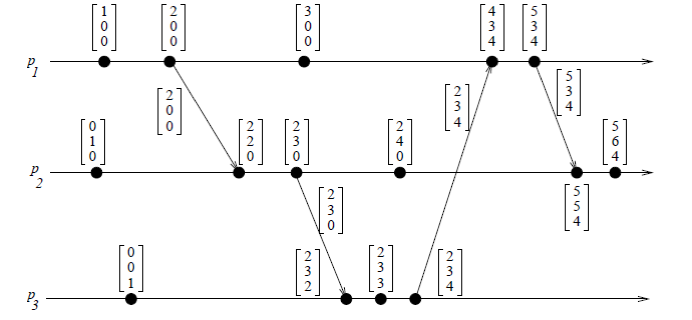 [1 0 0] [2 0 0] [3 0 0] [4 3 4] [5 3 4]
p1
[2 0 0] [2 3 4] [5 3 4]
[0 1 0] [2 2 0] [2 3 0] [2 4 0] [5 6 4]
p2
[2 3 0] [5 5 4]
[0 0 1] [2 3 2] [2 3 3] [2 3 4]
p3